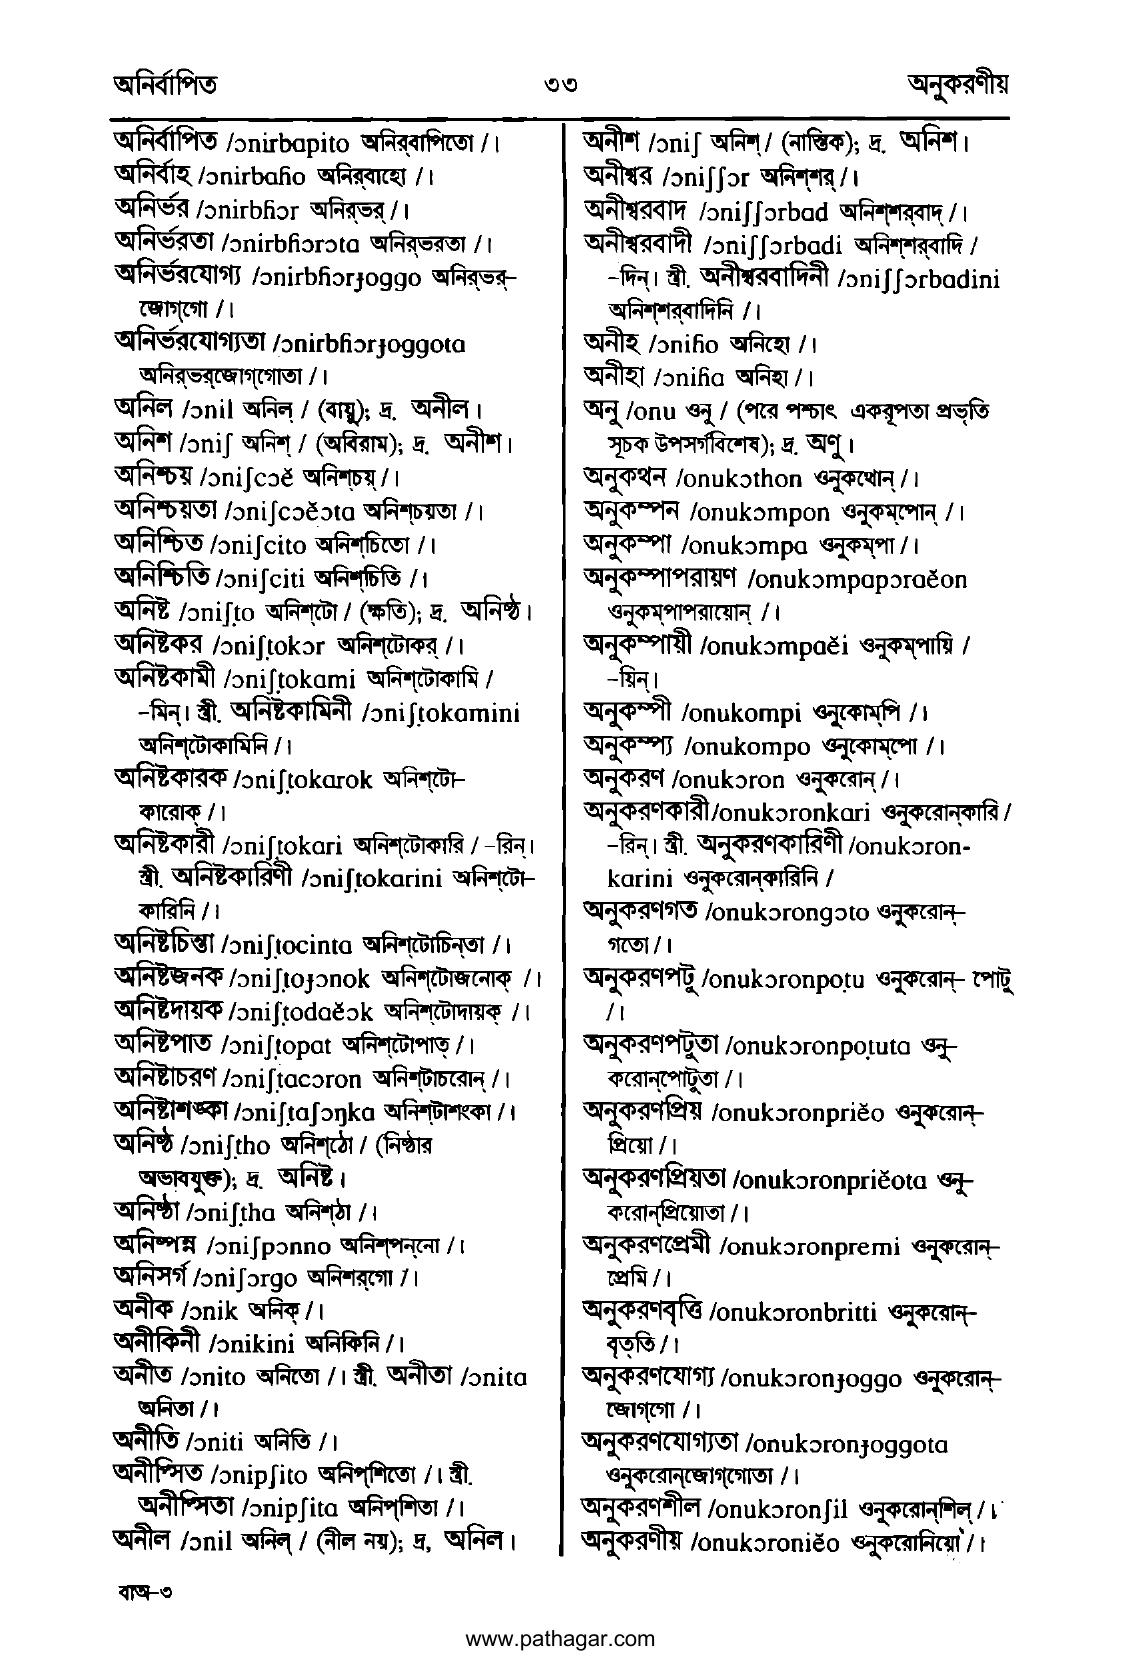 অনির্বাপিত ৩৩ অনুকরণীয়
অনির্বাপিত /ɔnirbapito অনির্‌বাপিতো /।
অনির্বাহ /ɔnirbaɦo অনির্‌বাহো /।
অনির্ভর /ɔnirbɦɔr অনির্‌ভর্ /।
অনির্ভরতা /ɔnirbɦɔrɔta অনির্‌ভরতা /।
অনির্ভরযোগ্য /ɔnirbɦɔrɟoggo অনির্‌ভর্–
জোগ্‌গো /।
অনির্ভরযোগ্যতা /ɔnirbɦɔrɟoggota
অনির্‌ভর্‌জোগ্‌গোতা /।
অনিল /ɔnil অনিল্ / (বায়ু); দ্র. অনীল।
অনিশ /ɔniʃ অনিশ্ / (অবিরাম); দ্র. অনীশ।
অনিশ্চয় /ɔniʃcɔĕ অনিশ্‌চয়্ /।
অনিশ্চয়তা /ɔniʃcɔĕɔta অনিশ্‌চয়তা /।
অনিশ্চিত /ɔniʃcito অনিশ্‌চিতো /।
অনিশ্চিতি /ɔniʃciti অনিশ্‌চিতি /।
অনিষ্ট /ɔniʃṭo অনিশ্‌টো / (ক্ষতি); দ্র. অনিষ্ঠ।
অনিষ্টকর /ɔniʃṭokɔr অনিশ্‌টোকর্ /।
অনিষ্টকামী /ɔniʃṭokami অনিশ্‌টোকামি /
–মিন্। স্ত্রী. অনিষ্টকামিনী /ɔniʃṭokamini
অনিশ্‌টোকামিনি /।
অনিষ্টকারক /ɔniʃṭokarok অনিশ্‌টো–
কারোক্ /।
অনিষ্টকারী /ɔniʃṭokari অনিশ্‌টোকারি / –রিন্।
স্ত্রী. অনিষ্টকারিণী /ɔniʃṭokarini অনিশ্‌টো–
কারিনি /।
অনিষ্টচিন্তা /ɔniʃṭocinta অনিশ্‌টোচিন্‌তা /।
অনিষ্টজনক /ɔniʃṭoɟɔnok অনিশ্‌টোজনোক্ /।
অনিষ্টদায়ক /ɔniʃṭodaĕɔk অনিশ্‌টোদায়ক্ /।
অনিষ্টপাত /ɔniʃṭopat অনিশ্‌টোপাত্ /।
অনিষ্টাচরণ /ɔniʃṭacɔron অনিশ্‌টাচরোন্ /।
অনিষ্টাশঙ্কা /ɔniʃṭaʃɔŋka অনিশ্‌টাশংকা /।
অনিষ্ঠ /ɔniʃṭho অনিশ্‌ঠো / (নিষ্ঠার
অভাবযুক্ত); দ্র. অনিষ্ট।
অনিষ্ঠা /ɔniʃṭha অনিশ্‌ঠা /।
অনিষ্পন্ন /ɔniʃpɔnno অনিশ্‌পন্‌নো /।
অনিসর্গ /ɔniʃɔrgo অনিশর্‌গো /।
অনীক /ɔnik অনিক্ /।
অনীকিনী /ɔnikini অনিকিনি /।
অনীত /ɔnito অনিতো /। স্ত্রী. অনীতা /ɔnita
অনিতা /।
অনীতি /ɔniti অনিতি /।
অনীপ্সিত /ɔnipʃito অনিপ্‌শিতো /। স্ত্রী.
অনীপ্সিতা /ɔnipʃita অনিপ্‌শিতা /।
অনীল /ɔnil অনিল্ / (নীল নয়); দ্র, অনিল।
বাঅ–৩
অনীশ /ɔniʃ অনিশ্ / (নাস্তিক); দ্র. অনিশ।
অনীশ্বর /ɔniʃʃɔr অনিশ্‌শর্ /।
অনীশ্বরবাদ /ɔniʃʃɔrbad অনিশ্‌শর্‌বাদ্ /।
অনীশ্বরবাদী /ɔniʃʃɔrbadi অনিশ্‌শর্‌বাদি /
–দিন্। স্ত্রী. অনীশ্বরবাদিনী /ɔniʃʃɔrbadini
অনিশ্‌শর্‌বাদিনি /।
অনীহ /ɔniɦo অনিহো /।
অনীহা /ɔniɦa অনিহা /।
অনু /onu ওনু / (পরে পশ্চাৎ একরূপতা প্রভৃতি
সূচক উপসর্গবিশেষ); দ্র. অণু।
অনুকথন /onukɔthon ওনুকথোন্ /।
অনুকম্পন /onukɔmpon ওনুকম্‌পোন্ /।
অনুকম্পা /onukɔmpa ওনুকম্‌পা /।
অনুকম্পাপরায়ণ /onukɔmpapɔraĕon
ওনুকম্‌পাপরায়োন্ /।
অনুকম্পায়ী /onukɔmpaĕi ওনুকম্‌পায়ি /
–য়িন্।
অনুকম্পী /onukompi ওনুকোম্‌পি /।
অনুকম্প্য /onukompo ওনুকোম্‌পো /।
অনুকরণ /onukɔron ওনুকরোন্ /।
অনুকরণকারী/onukɔronkari ওনুকরোন্‌কারি /
–রিন্। স্ত্রী. অনুকরণকারিণী /onukɔron-
karini ওনুকরোন্‌কারিনি /
অনুকরণগত /onukɔrongɔto ওনুকরোন্–
গতো /।
অনুকরণপটু /onukɔronpoṭu ওনুকরোন্– পোটু
/।
অনুকরণপটুতা /onukɔronpoṭuta ওনু–
করোন্‌পোটুতা /।
অনুকরণপ্রিয় /onukɔronpriĕo ওনুকরোন্–
প্রিয়ো /।
অনুকরণপ্রিয়তা /onukɔronpriĕota ওনু–
করোন্‌প্রিয়োতা /।
অনুকরণপ্রেমী /onukɔronpremi ওনুকরোন্–
প্রেমি /।
অনুকরণবৃত্তি /onukɔronbritti ওনুকরোন্–
বৃত্‌তি /।
অনুকরণযোগ্য /onukɔronɟoggo ওনুকরোন্–
জোগ্‌গো /।
অনুকরণযোগ্যতা /onukɔronɟoggota
ওনুকরোন্‌জোগ্‌গোতা /।
অনুকরণশীল /onukɔronʃil ওনুকরোন্‌শিল্ /।
অনুকরণীয় /onukɔroniĕo ওনুকরোনিয়ো /।
www.pathagar.com